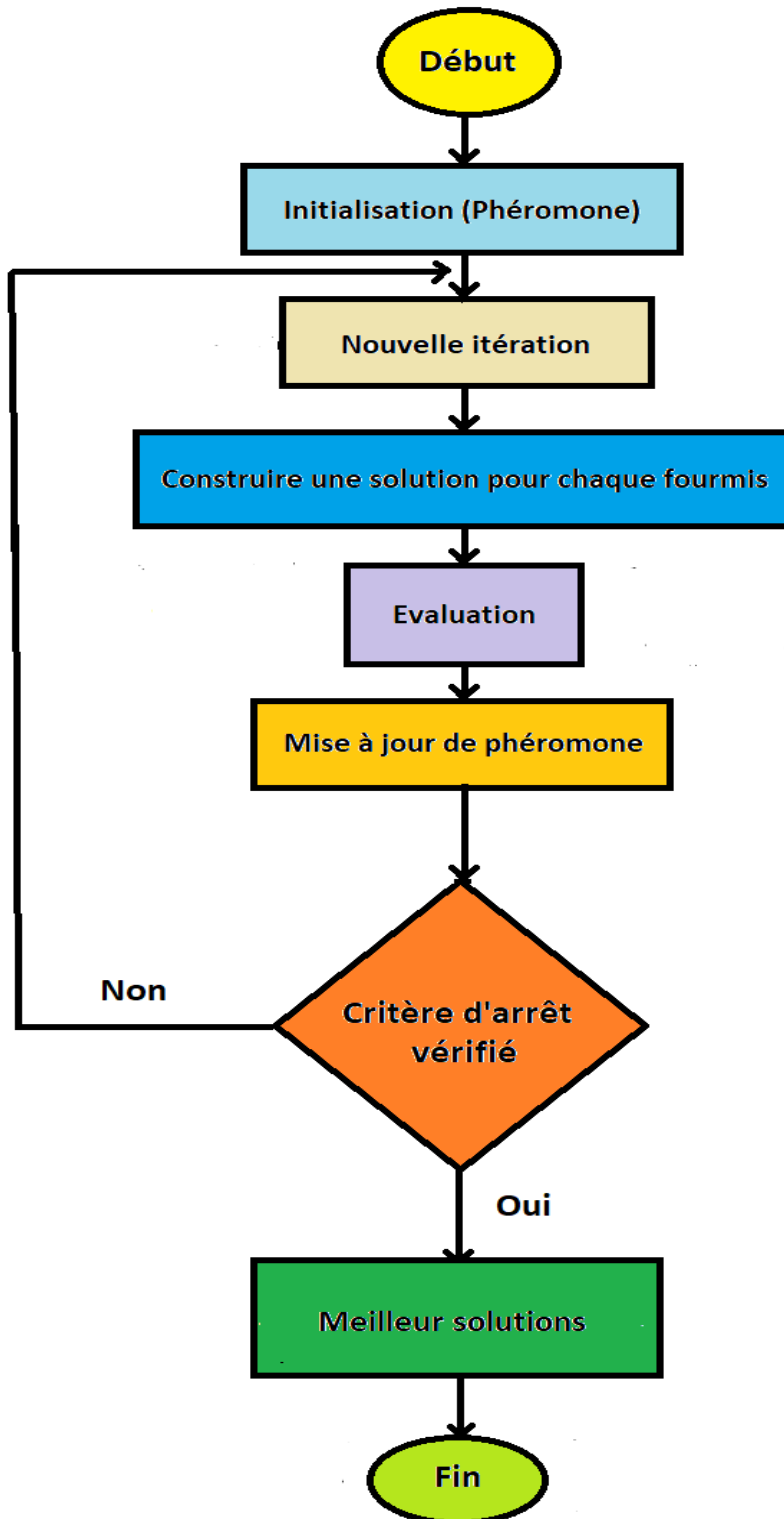 Début
Initialisation (Phéromone)
Nouvelle itération
Construire une solution pour chaque fourmis
Evaluation
Mise à jour de phéromone
Non
Critère d'arrêt
vérifié
Oui
Meilleur solutions
Fin